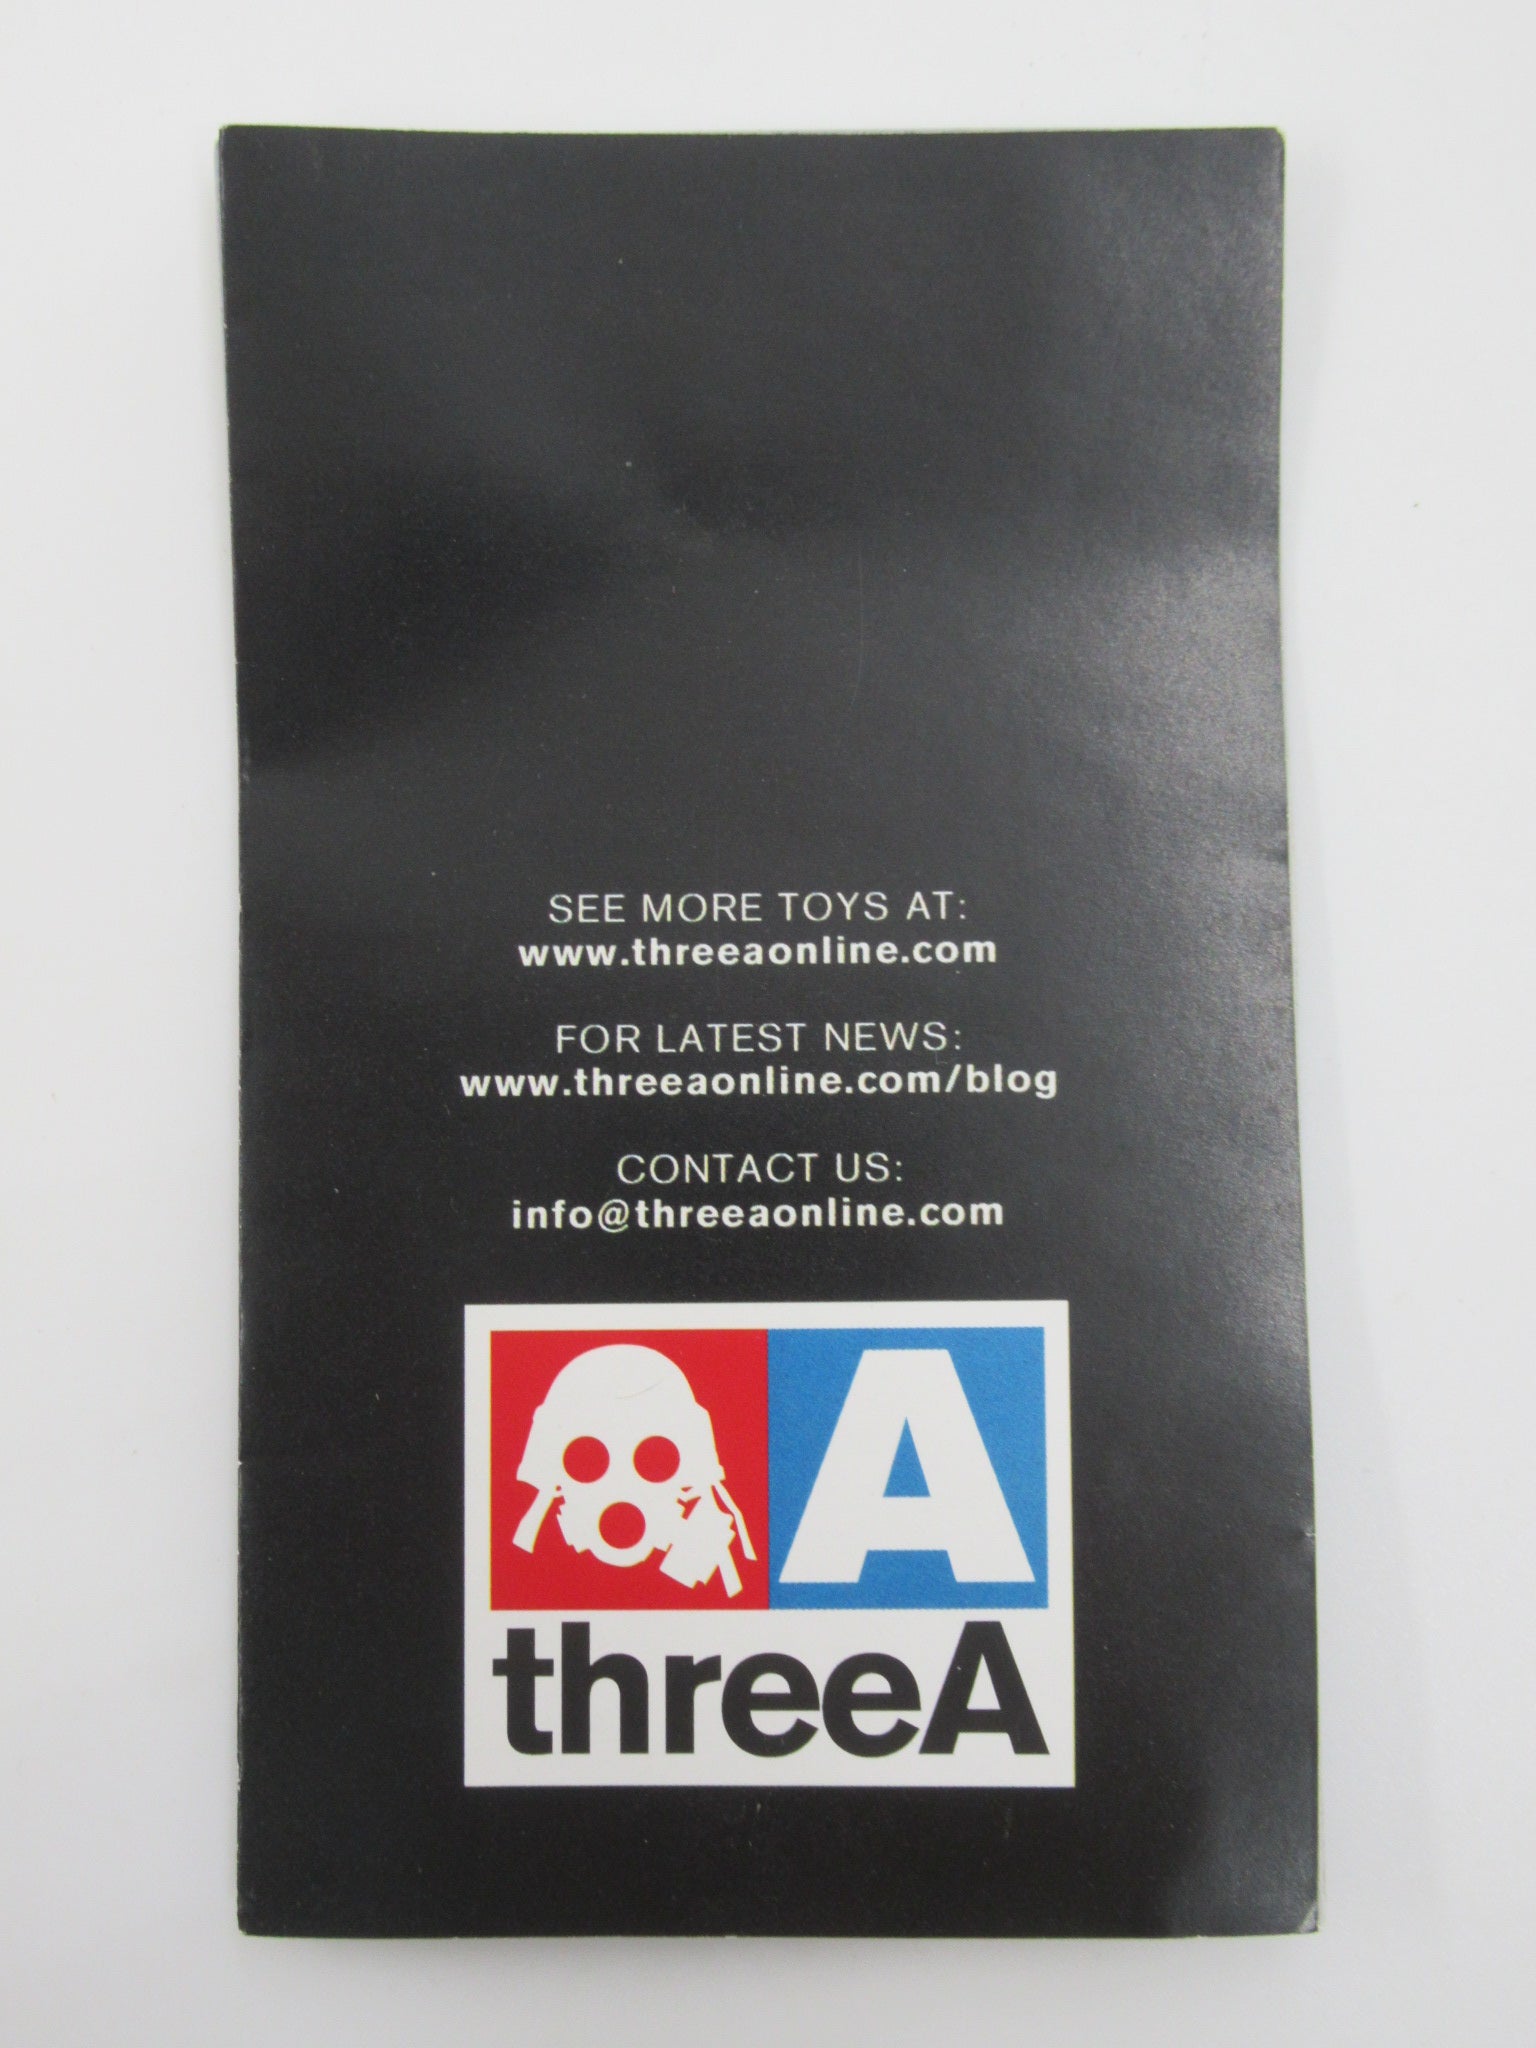 SEE MORE TOYS AT:
www.threeaonline.com
FOR LATEST NEWS:
www.threeaonline.com/blog
CONTACT US:
info@threeaonline.com
A
threeA